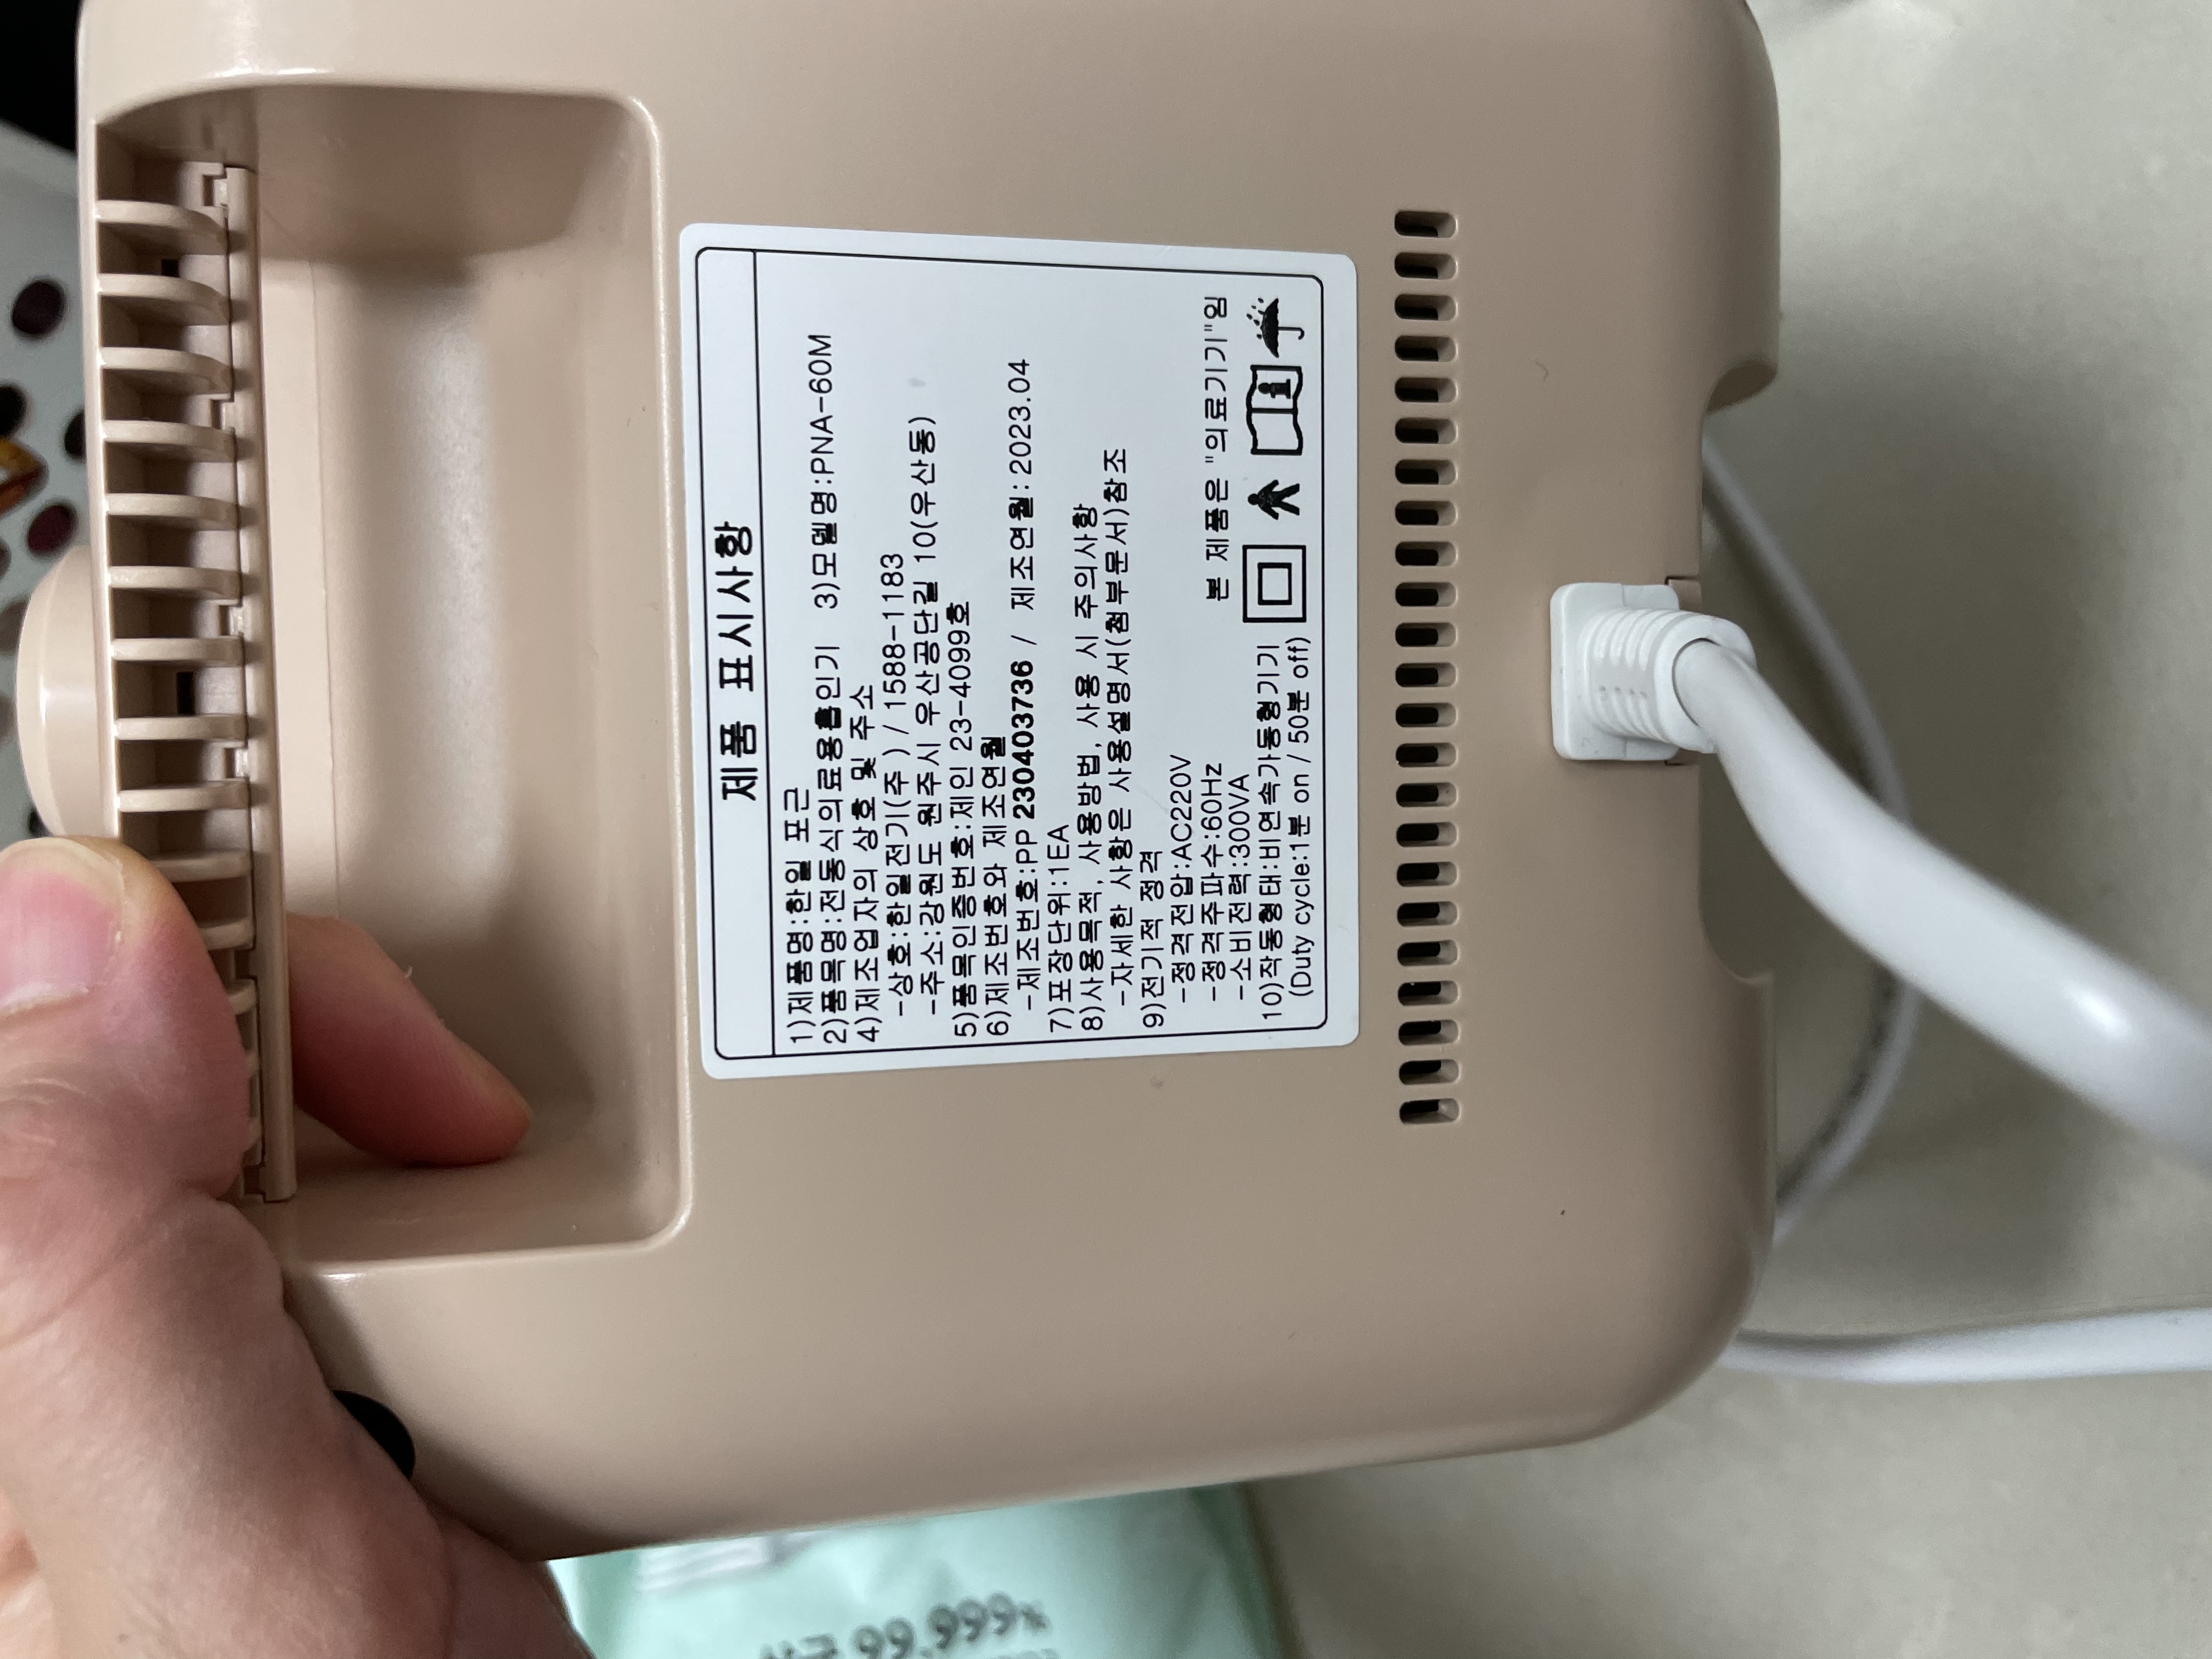 제품 표시사항
1)제품명:한일 포근
2)품목명:전동식의료용흡인기 3)모델명:PNA-60M
4)제조업자의 상호 및 주소
-상호:한일전기(주) / 1588-1183
-주소:강원도 원주시 우산공단길 10(우산동)
5)품목인증번호:제인 23-4099호
6)제조번호와 제조연월
-제조번호:PP 230403736 / 제조연월:2023.04
7)포장단위:1EA
8)사용목적, 사용방법, 사용 시 주의사항
-자세한 사항은 사용설명서(첨부문서)참조
9)전기적 정격
-정격전압:AC220V
-정격주파수:60Hz
-소비전력:300VA
본 제품은 "의료기기"임
10)작동형태:비연속가동형기기
(Duty cycle:1분 on / 50분 off)
99.999%